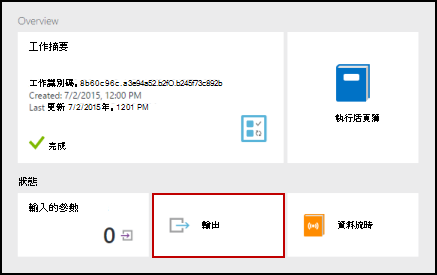 Overview
工作摘要
工作識別碼。8b60c96c.a3e94a52.b2f0.b245f73c892b
Created: 7/2/2015, 12:00 PM
Last 更新 7/2/2015年。1201 PM
完成
執行活頁簿
狀態
輸入的參數
0
輸出
資料流時